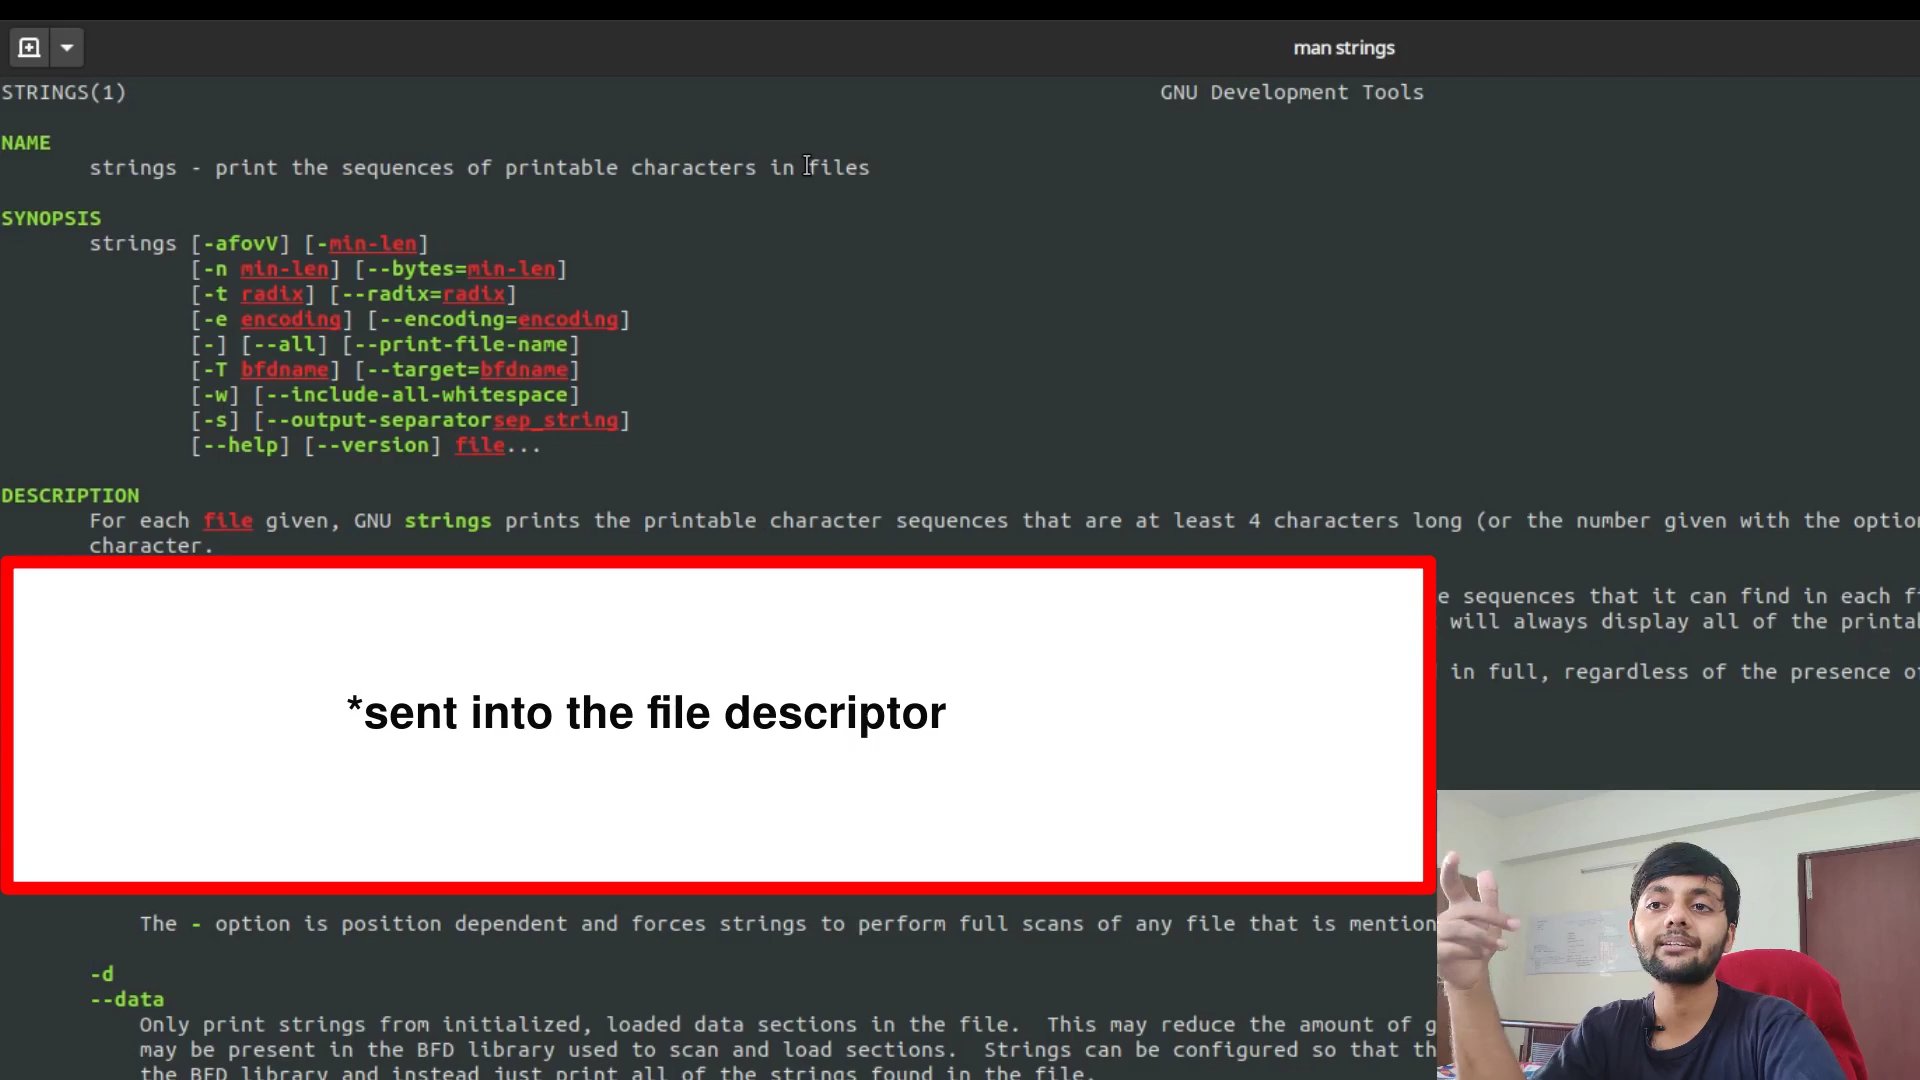 man strings
STRINGS(1) GNU Development Tools
NAME
strings - print the sequences of printable characters in files
SYNOPSIS
strings [-afovV] [-min-len]
[-n min-len] [--bytes=min-len]
[-t radix] [--radix=radix]
[-e encoding] [--encoding=encoding]
[-] [--all] [--print-file-name]
[-T bfdname] [--target=bfdname]
[-w] [--include-all-whitespace]
[-s] [--output-separatorsep_string]
[--help] [--version] file...
DESCRIPTION
For each file given, GNU strings prints the printable character sequences that are at least 4 characters long (or the number given with the
character.
e sequences that it can find in each
will always display all of the
in full, regardless of the presence
*sent into the file descriptor
The - option is position dependent and forces strings to perform full scans of any file that is
-d
--data
Only print strings from initialized, loaded data sections in the file. This may reduce the amount of
may be present in the BFD library used to scan and load sections. Strings can be configured so that
the BFD library and instead just print all of the strings found in the file.